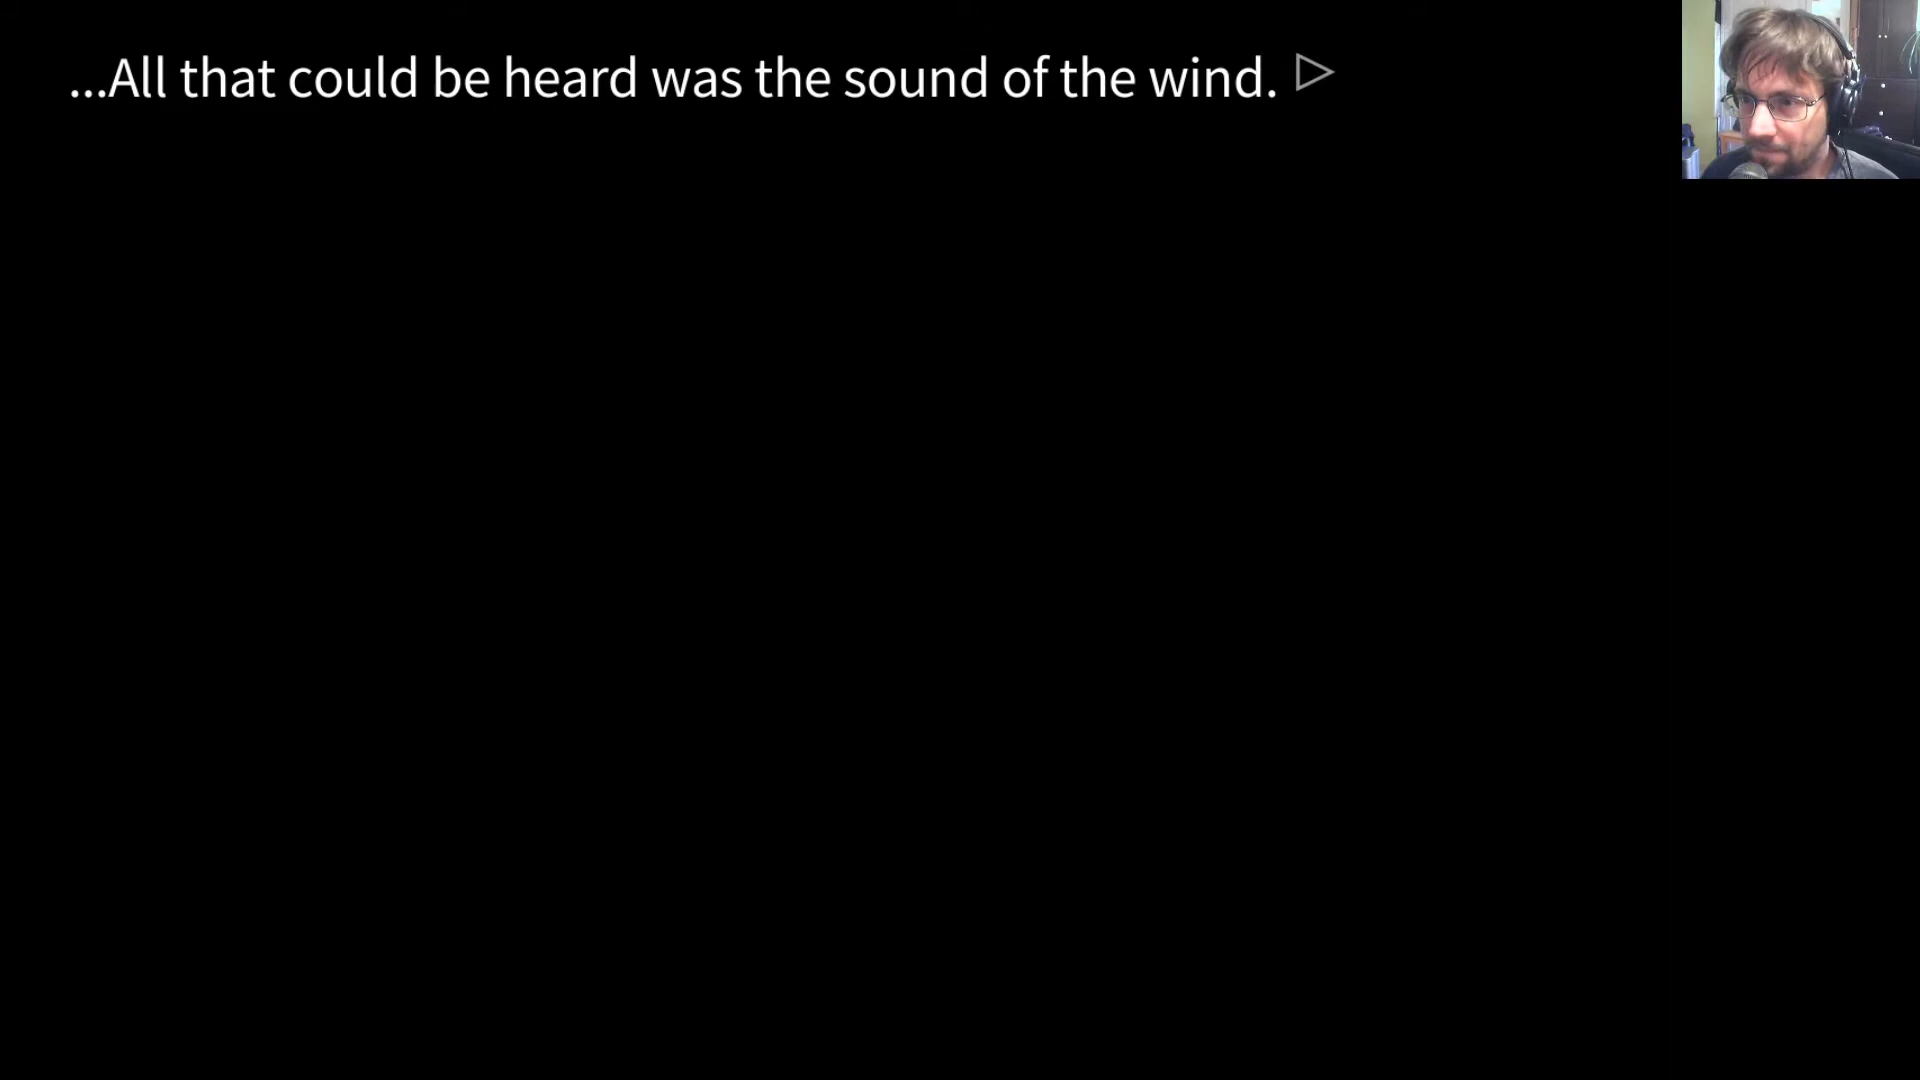 ...All that could be heard was the sound of the wind.